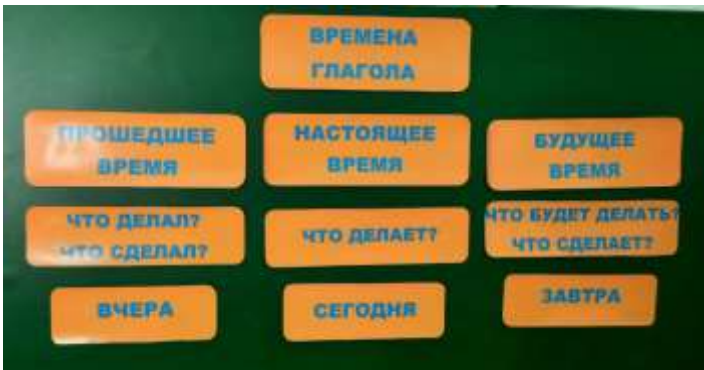 ВРЕМЕНА
ГЛАГОЛА
ПРОШЕДШЕЕ
ВРЕМЯ
НАСТОЯЩЕЕ
ВРЕМЯ
БУДУЩЕЕ
ВРЕМЯ
ЧТО ДЕЛАЛ?
ЧТО СДЕЛАЛ?
ЧТО ДЕЛАЕТ?
ЧТО БУДЕТ ДЕЛАТЬ?
ЧТО СДЕЛАЕТ?
ВЧЕРА
СЕГОДНЯ
ЗАВТРА